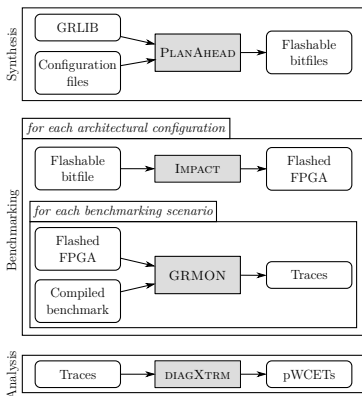 Synthesis
GRLIB
Configuration
files
PLANAHEAD
Flashable
bitfiles
Benchmarking
for each architectural configuration
Flashable
bitfile
IMPACT
Flashed
FPGA
for each benchmarking scenario
Flashed
FPGA
Compiled
benchmark
GRMON
Traces
Analysis
Traces
DIAGXTRM
pWCETs